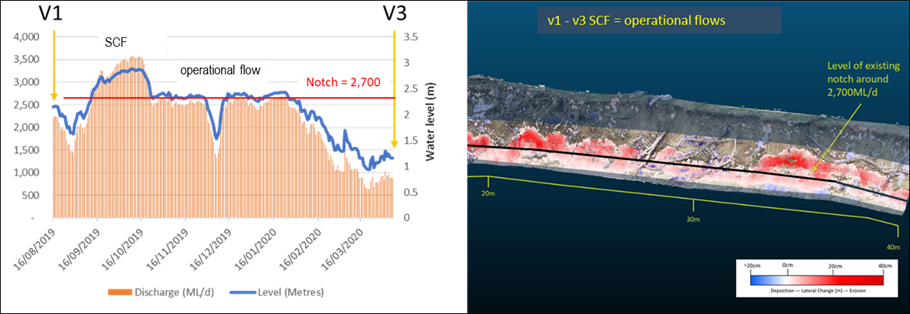 V1
V3
SCF
operational flow
Notch = 2,700
4,000
3,500
3,000
2,500
2,000
1,500
1,000
500
-
3.5
3
2.5
2
1.5
1
0.5
0
Water level (m)
16/08/2019
16/09/2019
16/10/2019
16/11/2019
16/12/2019
16/01/2020
16/02/2020
16/03/2020
Discharge (ML/d)
Level (Metres)
v1 - v3 SCF = operational flows
Level of existing
notch around
2,700ML/d
20m
30m
40m
-20cm
0cm
20cm
40cm
Deposition — Lateral Change (m) — Erosion